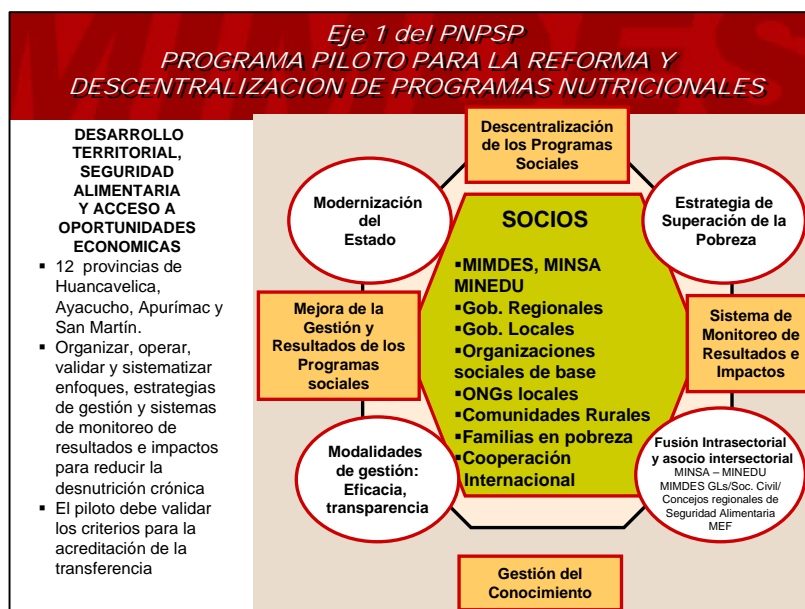 Eje 1 del PNPSP
PROGRAMA PILOTO PARA LA REFORMA Y
DESCENTRALIZACION DE PROGRAMAS NUTRICIONALES
DESARROLLO
TERRITORIAL,
SEGURIDAD
ALIMENTARIA
Y ACCESO A
OPORTUNIDADES
ECONOMICAS
▪ 12 provincias de
Huancavelica,
Ayacucho, Apurímac y
San Martín.
▪ Organizar, operar,
validar y sistematizar
enfoques, estrategias
de gestión y sistemas
de monitoreo de
resultados e impactos
para reducir la
desnutrición crónica
▪ El piloto debe validar
los criterios para la
acreditación de la
transferencia
Descentralización
de los Programas
Sociales
Modernización
del
Estado
Estrategia de
Superación de la
Pobreza
SOCIOS
▪MIMDES, MINSA
MINEDU
▪Gob. Regionales
▪Gob. Locales
▪Organizaciones
sociales de base
▪ONGs locales
▪Comunidades Rurales
▪Familias en pobreza
▪Cooperación
Internacional
Mejora de la
Gestión y
Resultados de los
Programas
sociales
Sistema de
Monitoreo de
Resultados e
Impactos
Modalidades
de gestión:
Eficacia,
transparencia
Fusión Intrasectorial
y asocio intersectorial
MINSA – MINEDU
MIMDES GLs/Soc. Civil/
Concejos regionales de
Seguridad Alimentaria
MEF
Gestión del
Conocimiento